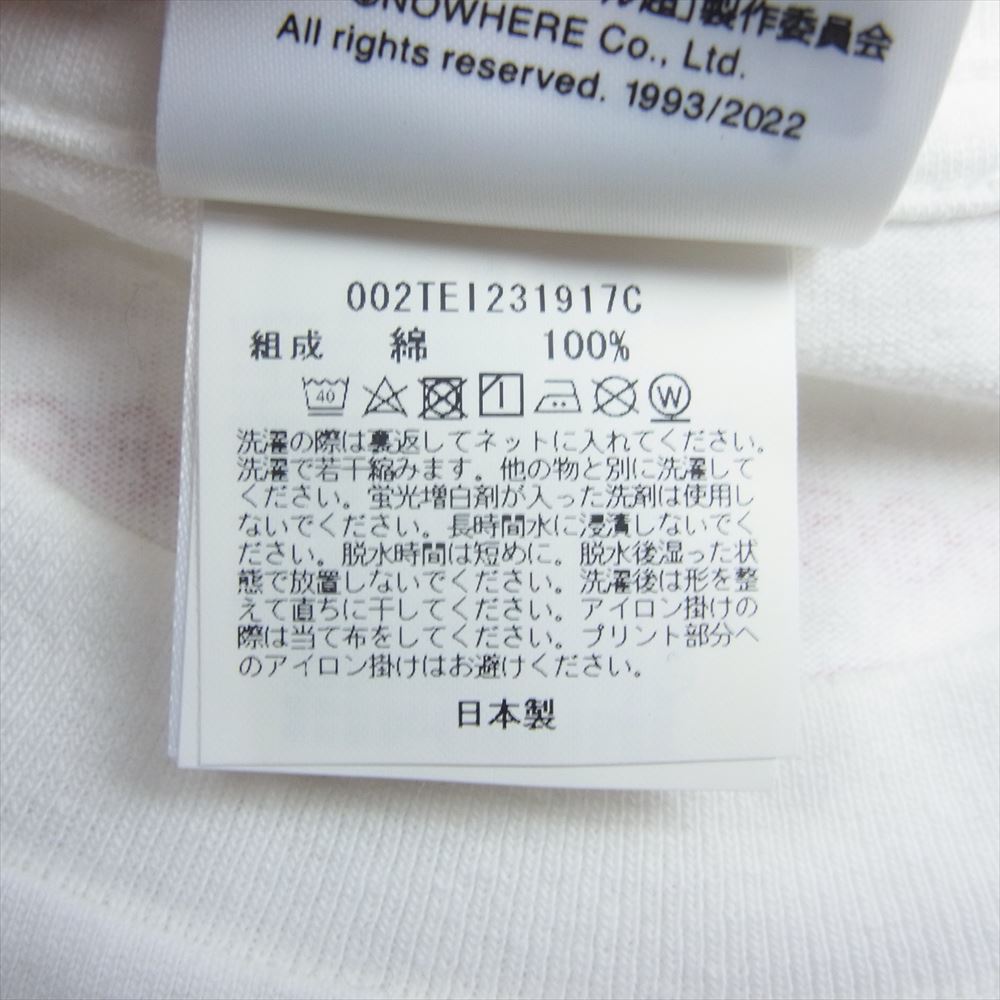 ル超」製作委員会
©NOWHERE Co., Ltd.
All rights reserved. 1993/2022
002TEI231917C
組成 綿 100%
40 W
洗濯の際は裏返してネットに入れてください。
洗濯で若干縮みます。他の物と別に洗濯して
ください。蛍光増白剤が入った洗剤は使用し
ないでください。長時間水に浸漬しないでく
ださい。脱水時間は短めに。脱水後湿った状
態で放置しないでください。洗濯後は形を整
えて直ちに干してください。アイロン掛けの
際は当て布をしてください。プリント部分へ
のアイロン掛けはお避けください。
日本製